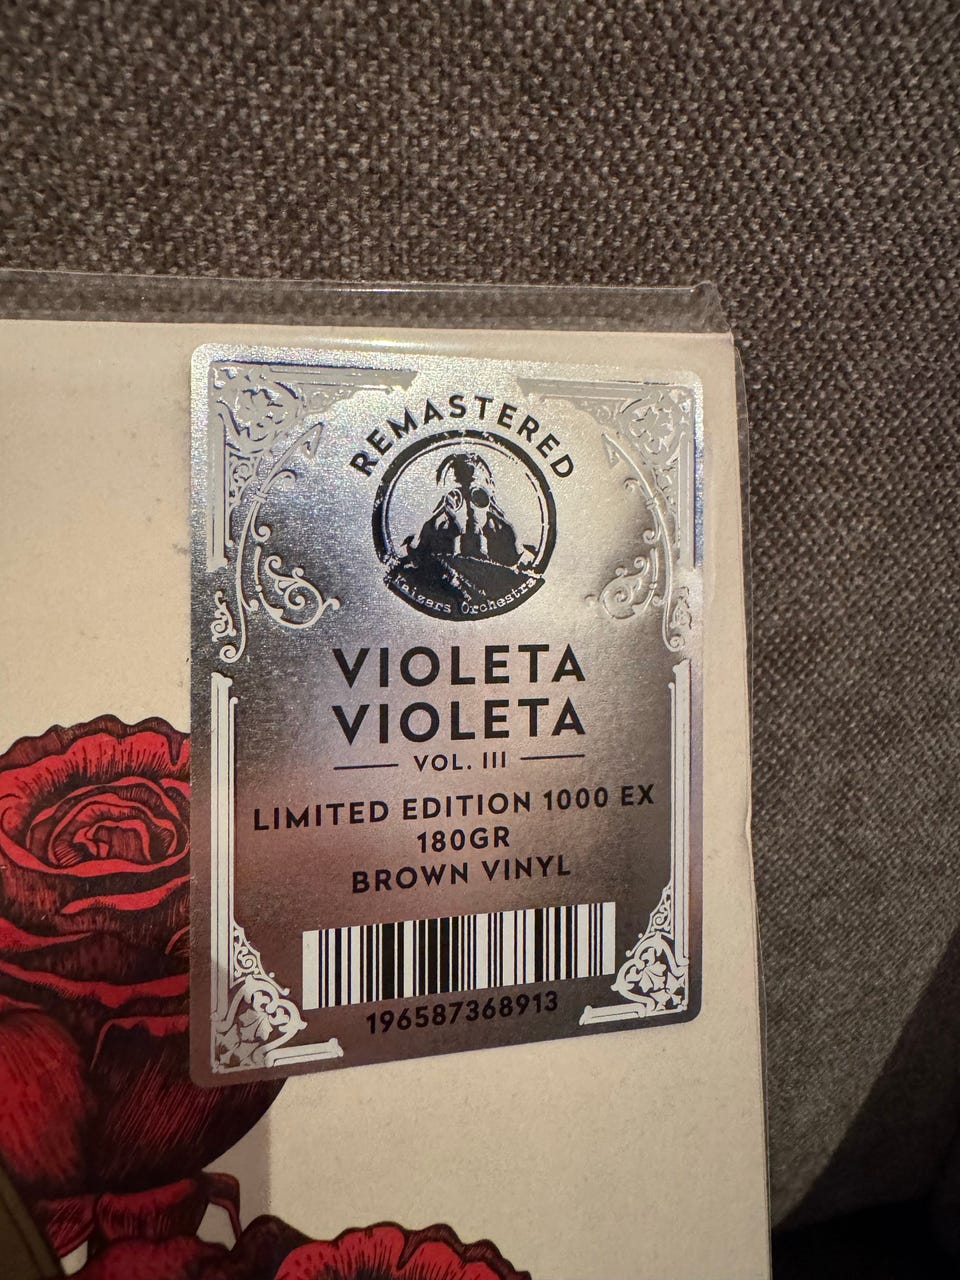 REMASTERED
Kaizers Orchestra
VIOLETA
VIOLETA
VOL. III
LIMITED EDITION 1000 EX
180GR
BROWN VINYL
196587368913